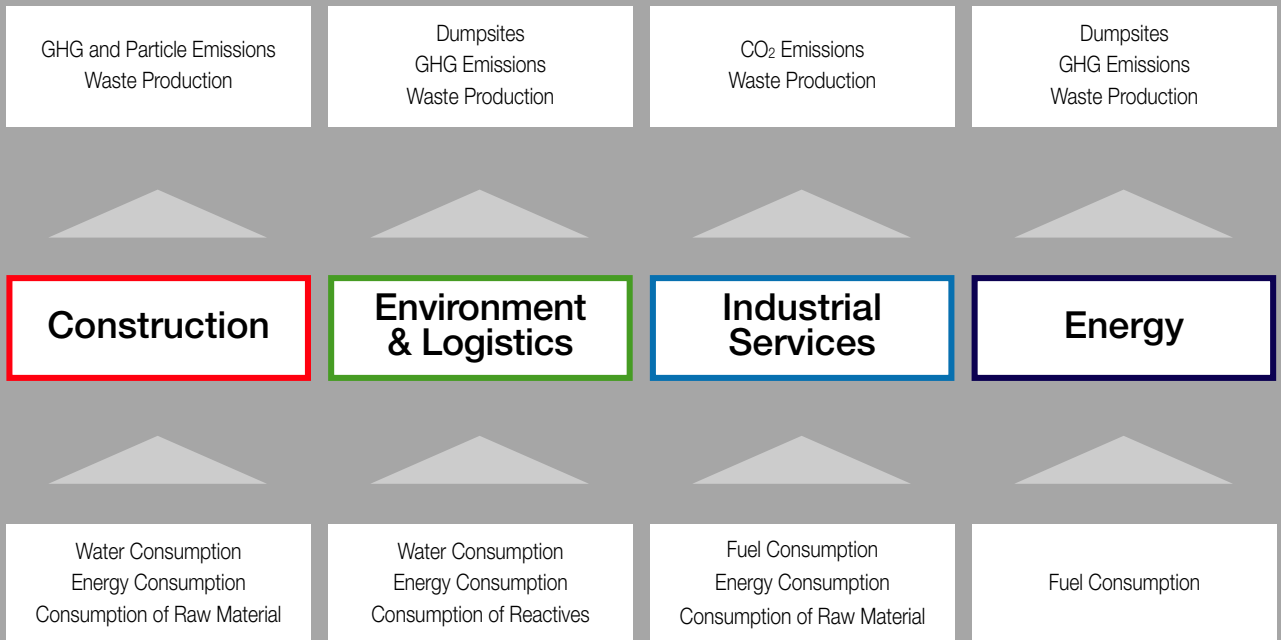 GHG and Particle Emissions
Waste Production
Dumpsites
GHG Emissions
Waste Production
CO₂ Emissions
Waste Production
Dumpsites
GHG Emissions
Waste Production
Construction
Environment
& Logistics
Industrial
Services
Energy
Water Consumption
Energy Consumption
Consumption of Raw Material
Water Consumption
Energy Consumption
Consumption of Reactives
Fuel Consumption
Energy Consumption
Consumption of Raw Material
Fuel Consumption